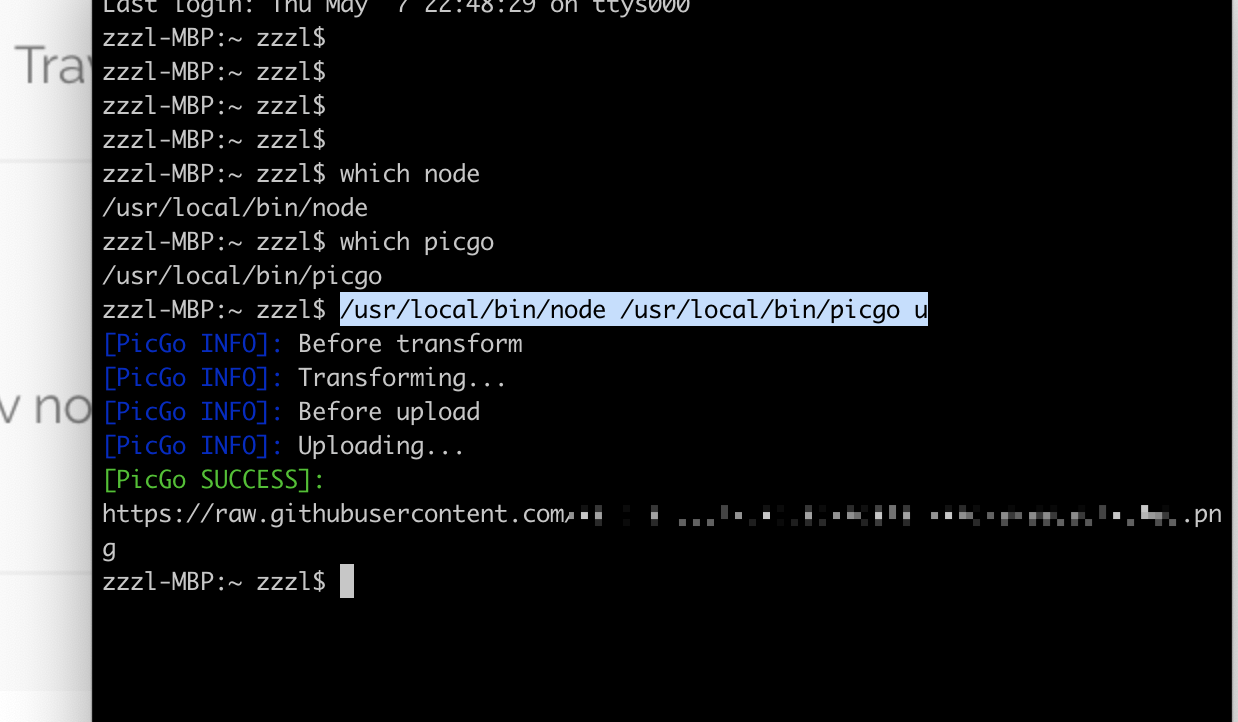 Last login: Thu May  7 22:48:29 on ttys000
zzzl-MBP:~ zzzl$
zzzl-MBP:~ zzzl$
zzzl-MBP:~ zzzl$
zzzl-MBP:~ zzzl$
zzzl-MBP:~ zzzl$ which node
/usr/local/bin/node
zzzl-MBP:~ zzzl$ which picgo
/usr/local/bin/picgo
zzzl-MBP:~ zzzl$ /usr/local/bin/node /usr/local/bin/picgo u
[PicGo INFO]: Before transform
[PicGo INFO]: Transforming...
[PicGo INFO]: Before upload
[PicGo INFO]: Uploading...
[PicGo SUCCESS]:
https://raw.githubusercontent.com/ .pn
g
zzzl-MBP:~ zzzl$
Trav
v no